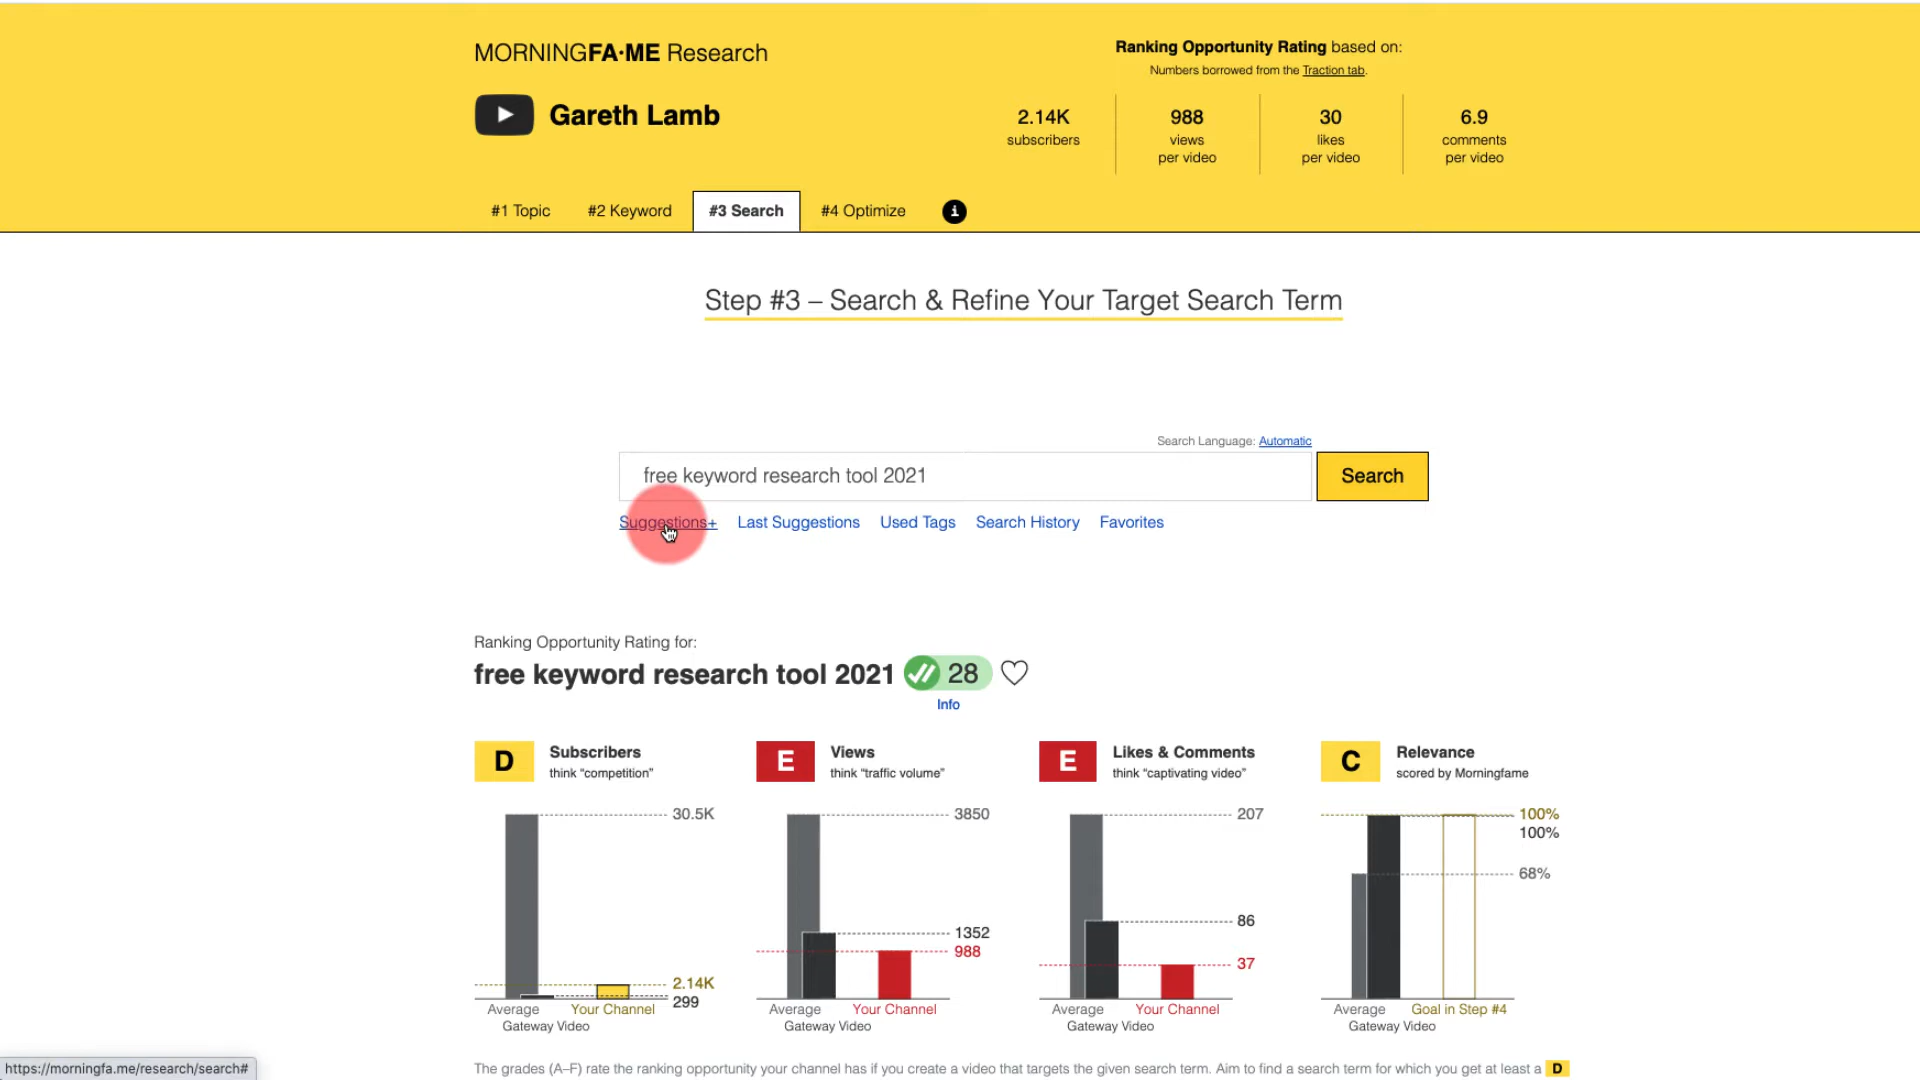 MORNINGFA·ME Research
Gareth Lamb
Ranking Opportunity Rating based on:
Numbers borrowed from the Traction tab.
2.14K
subscribers
988
views
per video
30
likes
per video
6.9
comments
per video
#1 Topic
#2 Keyword
#3 Search
#4 Optimize
i
Step #3 – Search & Refine Your Target Search Term
Search Language: Automatic
free keyword research tool 2021
Search
Suggestions+
Last Suggestions
Used Tags
Search History
Favorites
Ranking Opportunity Rating for:
free keyword research tool 2021
28
Info
D
Subscribers
think “competition”
30.5K
2.14K
299
Average
Your Channel
Gateway Video
E
Views
think “traffic volume”
3850
1352
988
Average
Your Channel
Gateway Video
E
Likes & Comments
think “captivating video”
207
86
37
Average
Your Channel
Gateway Video
C
Relevance
scored by Morningfame
100%
100%
68%
Average
Goal in Step #4
Gateway Video
The grades (A–F) rate the ranking opportunity your channel has if you create a video that targets the given search term. Aim to find a search term for which you get at least a D
https://morningfa.me/research/search#